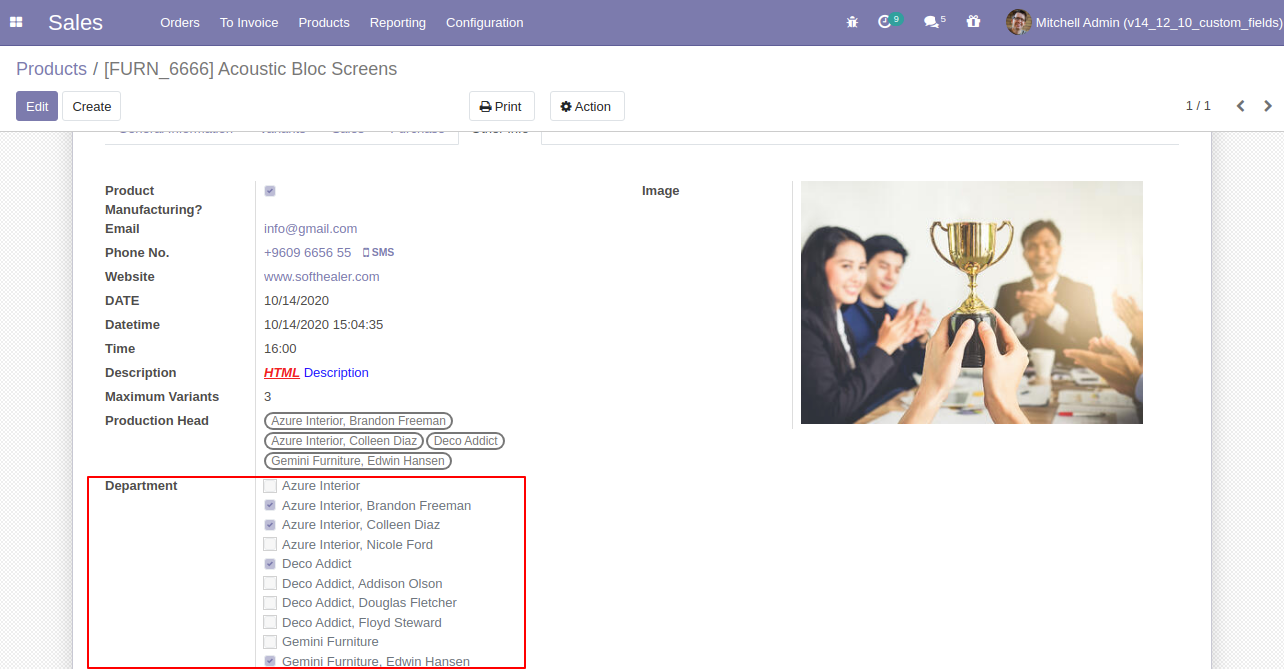 Sales Orders To Invoice Products Reporting Configuration 9 5 Mitchell Admin (v14_12_10_custom_fields)
Products / [FURN_6666] Acoustic Bloc Screens
Edit Create Print Action 1 / 1
General Information Variants Sales Purchase Other Info
Product Manufacturing?
Image
Email info@gmail.com
Phone No. +9609 6656 55 SMS
Website www.softhealer.com
DATE 10/14/2020
Datetime 10/14/2020 15:04:35
Time 16:00
Description HTML Description
Maximum Variants 3
Production Head Azure Interior, Brandon Freeman
Azure Interior, Colleen Diaz Deco Addict
Gemini Furniture, Edwin Hansen
Department Azure Interior
Azure Interior, Brandon Freeman
Azure Interior, Colleen Diaz
Azure Interior, Nicole Ford
Deco Addict
Deco Addict, Addison Olson
Deco Addict, Douglas Fletcher
Deco Addict, Floyd Steward
Gemini Furniture
Gemini Furniture, Edwin Hansen